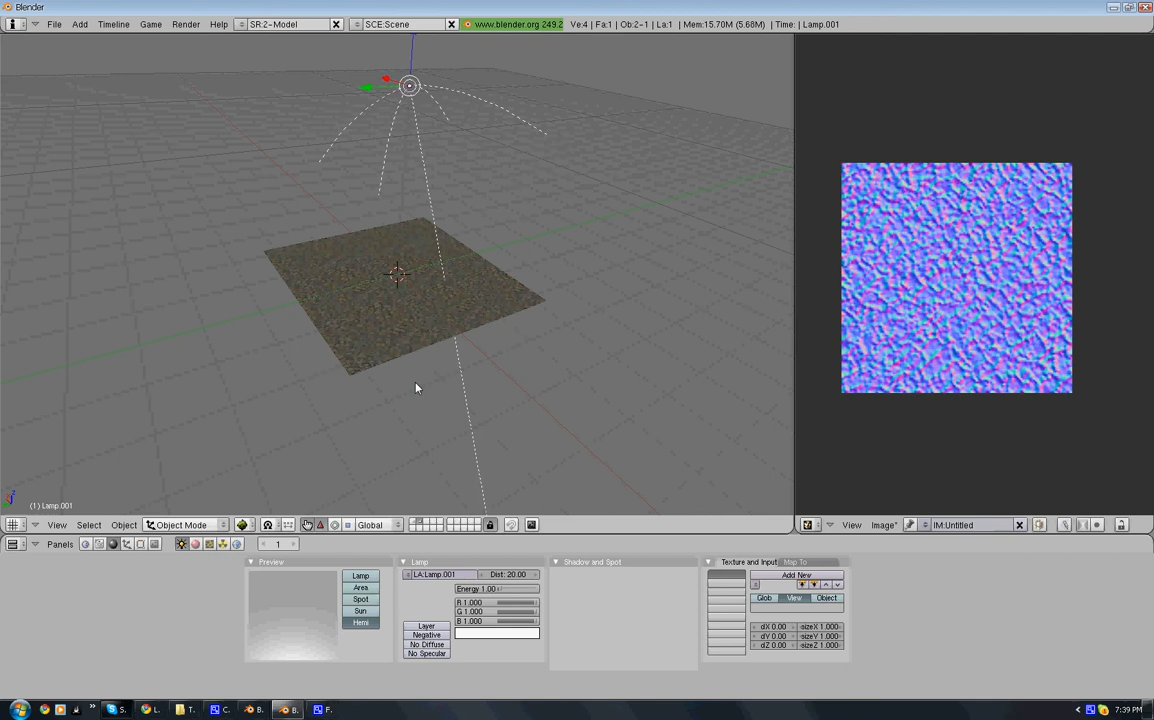 Blender
File Add Timeline Game Render Help SR:2-Model SCE:Scene www.blender.org 249.2 Ve:4 | Fa:1 | Ob:2-1 | La:1 | Mem:15.70M (5.68M) | Time: | Lamp.001
(1) Lamp.001
View Select Object Object Mode Global
View Image* IM:Untitled
Panels 1
Preview
Lamp
Area
Spot
Sun
Hemi
Lamp
LA:Lamp.001 Dist: 20.00
Energy 1.00
R 1.000
G 1.000
B 1.000
Layer
Negative
No Diffuse
No Specular
Shadow and Spot
Texture and Input Map To
Add New
Glob View Object
dX 0.00 sizeX 1.000
dY 0.00 sizeY 1.000
dZ 0.00 sizeZ 1.000
S. L. T. C. B. B. F. 7:39 PM